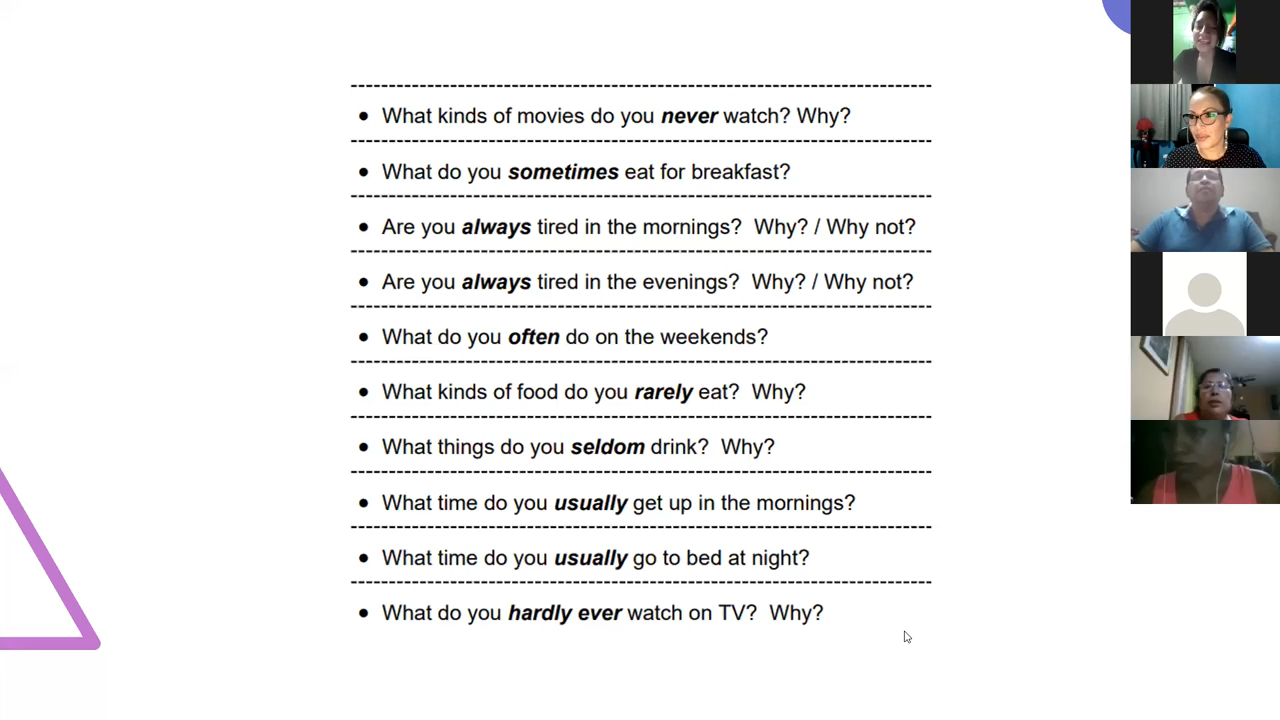 • What kinds of movies do you never watch? Why?
• What do you sometimes eat for breakfast?
• Are you always tired in the mornings? Why? / Why not?
• Are you always tired in the evenings? Why? / Why not?
• What do you often do on the weekends?
• What kinds of food do you rarely eat? Why?
• What things do you seldom drink? Why?
• What time do you usually get up in the mornings?
• What time do you usually go to bed at night?
• What do you hardly ever watch on TV? Why?